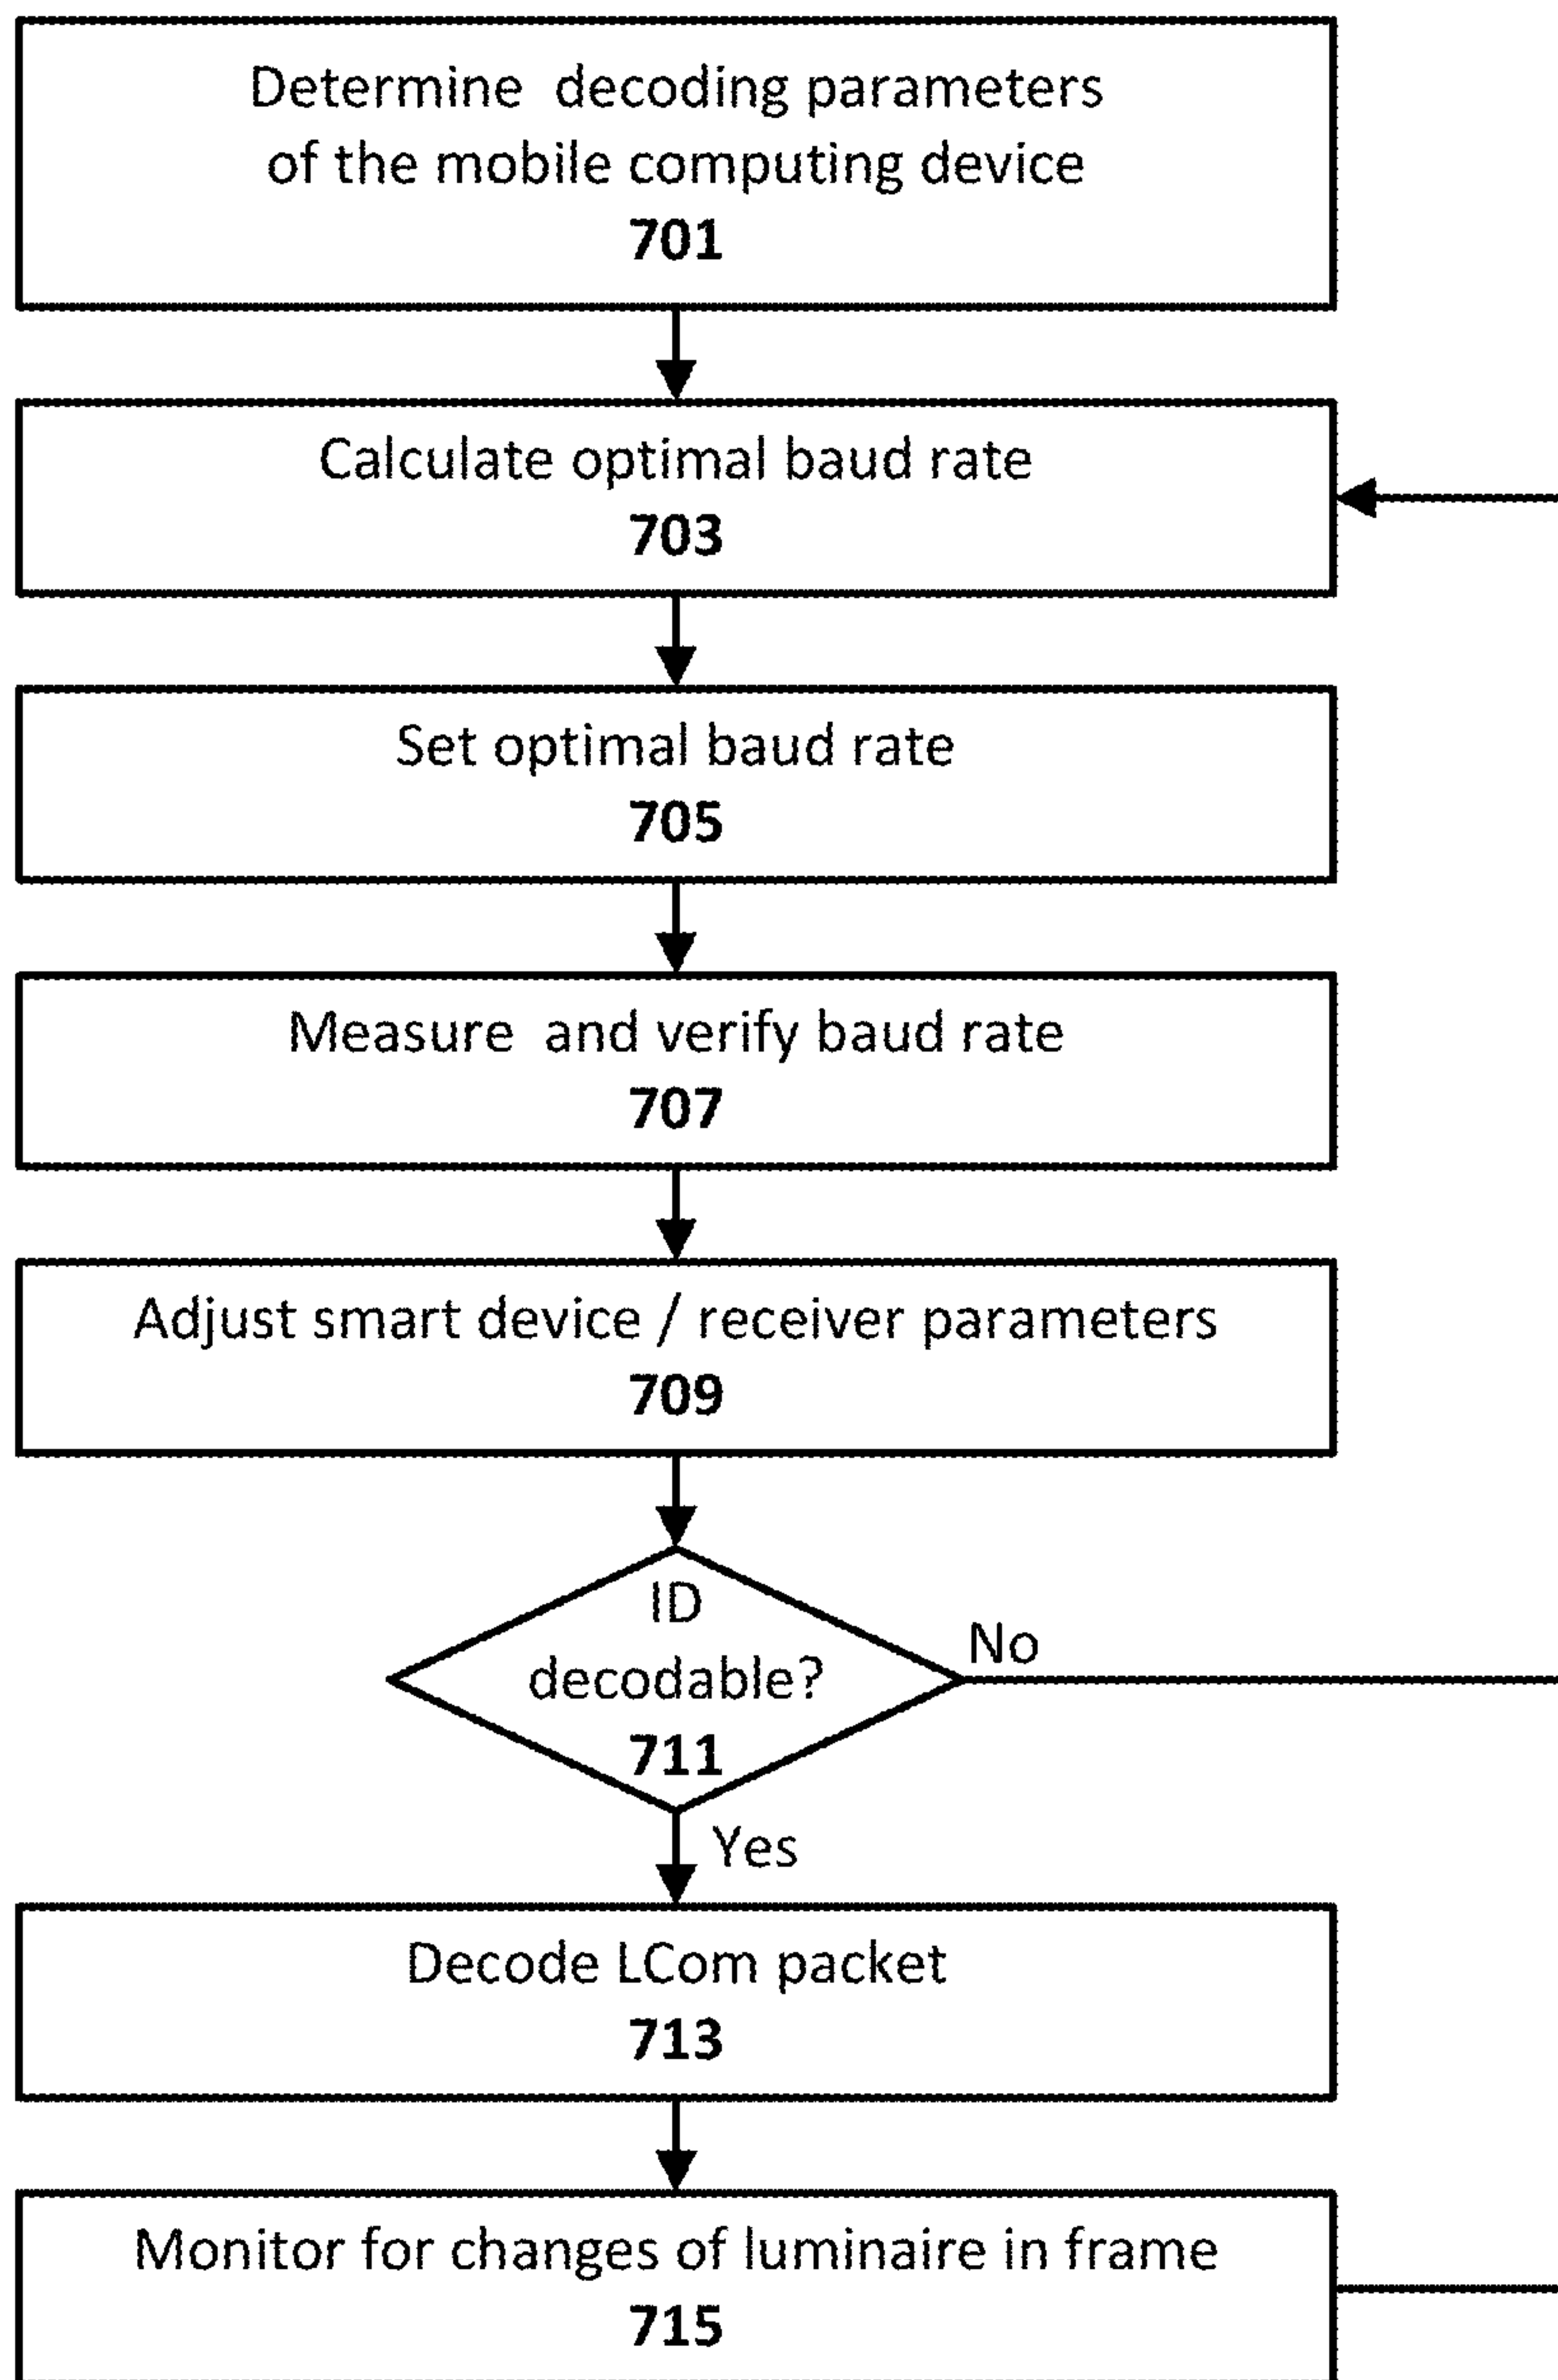 Determine decoding parameters
of the mobile computing device
701
Calculate optimal baud rate
703
Set optimal baud rate
705
Measure and verify baud rate
707
Adjust smart device / receiver parameters
709
ID
decodable?
711
No
Yes
Decode LCom packet
713
Monitor for changes of luminaire in frame
715